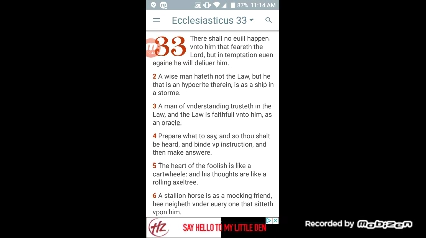 37% 11:14 AM
Ecclesiasticus 33
33 There shall no euill happen
vnto him that feareth the
Lord, but in temptation euen
againe he will deliuer him.
2 A wise man hateth not the Law, but he
that is an hypocrite therein, is as a ship in
a storme.
3 A man of vnderstanding trusteth in the
Law, and the Law is faithfull vnto him, as
an oracle.
4 Prepare what to say, and so thou shalt
be heard, and binde vp instruction, and
then make answere.
5 The heart of the foolish is like a
cartwheele: and his thoughts are like a
rolling axeltree.
6 A stallion horse is as a mocking friend,
hee neigheth vnder euery one that sitteth
vpon him.
SAY HELLO TO MY LITTLE DEN
Recorded by Mobizen